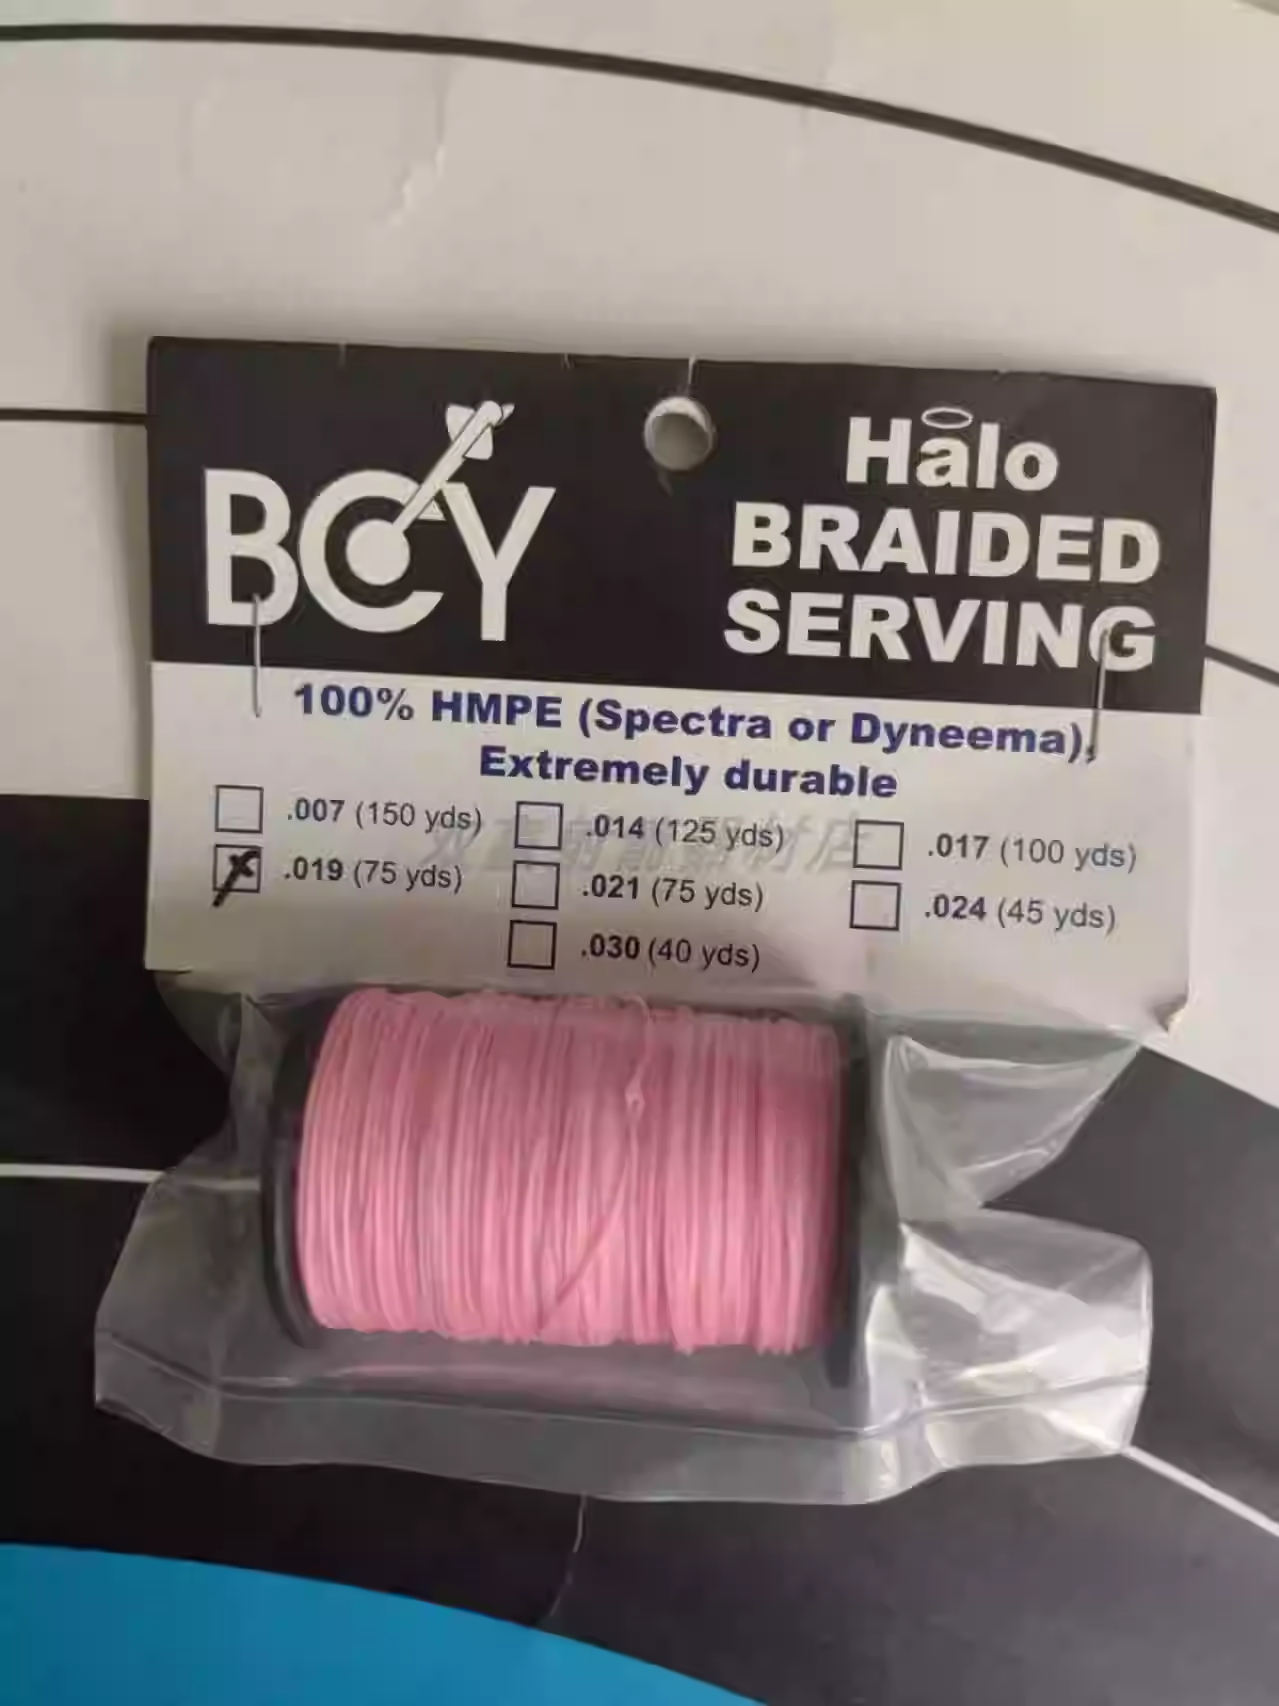 BCY
Halo
BRAIDED
SERVING
100% HMPE (Spectra or Dyneema),
Extremely durable
.007 (150 yds) .014 (125 yds) .017 (100 yds)
.019 (75 yds) .021 (75 yds) .024 (45 yds)
.030 (40 yds)